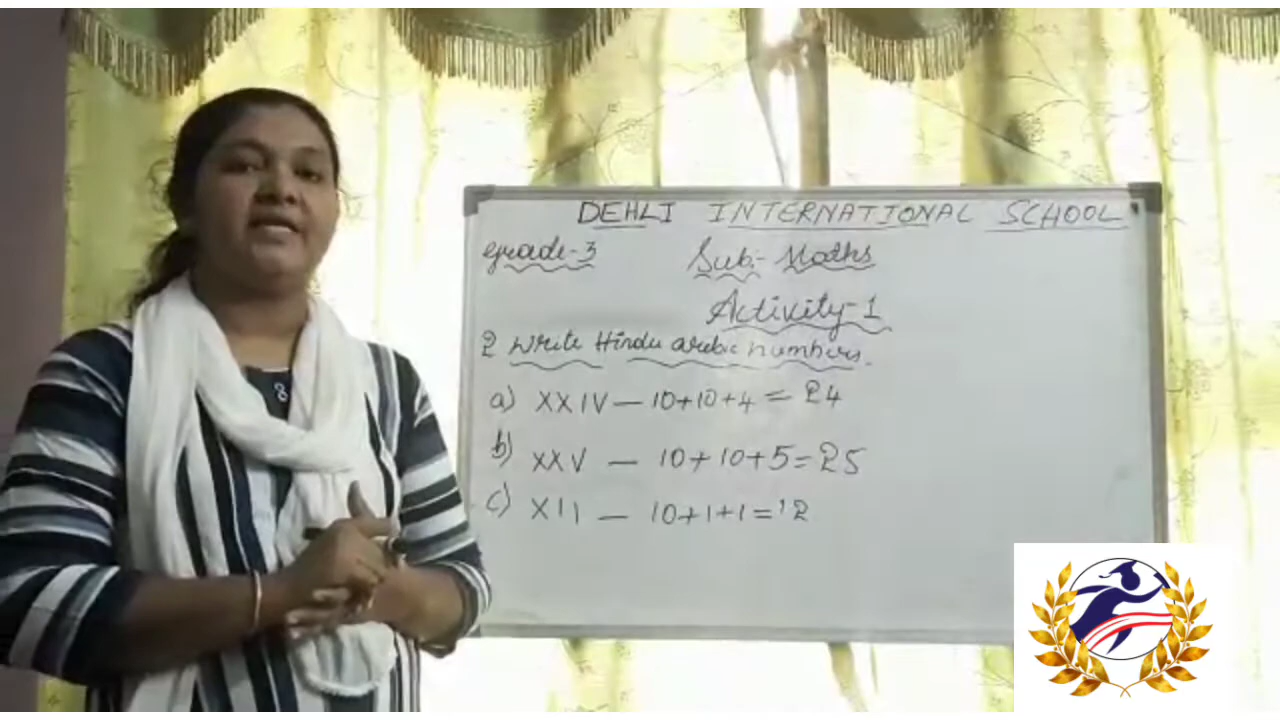 DEHLI INTERNATIONAL SCHOOL
grade-3 Sub:- Maths
Activity-1
2 write Hindu arabic numbers.
a) XXIV — 10+10+4 = 24
b) XXV — 10+10+5=25
c) XII — 10+1+1=12